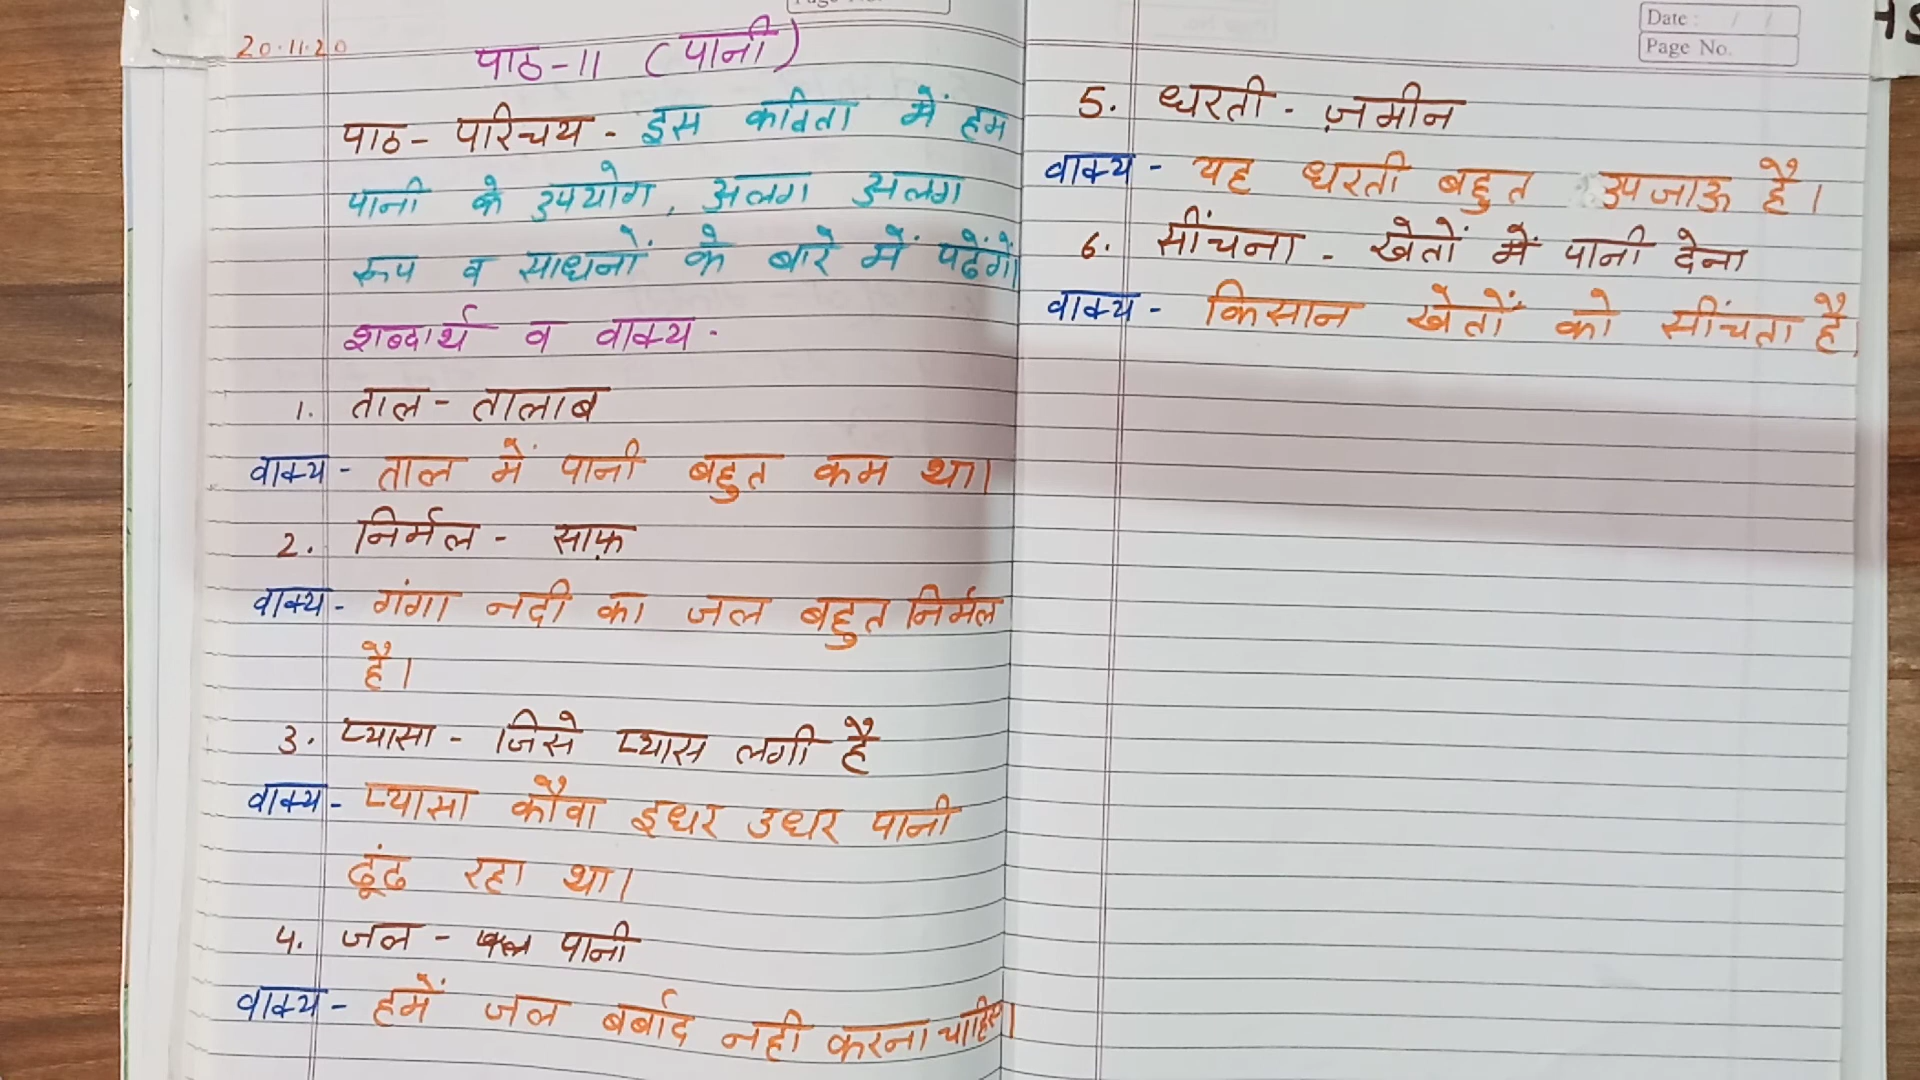 20.11.20
पाठ-11 (पानी)
पाठ- परिचय - इस कविता में हम
पानी के उपयोग, अलग अलग
रूप व साधनों के बारे में पढेंगें।
शब्दार्थ व वाक्य -
1. ताल - तालाब
वाक्य - ताल में पानी बहुत कम था।
2. निर्मल - साफ़
वाक्य - गंगा नदी का जल बहुत निर्मल
है।
3. प्यासा - जिसे प्यास लगी है
वाक्य - प्यासा कौवा इधर उधर पानी
ढूंढ रहा था।
4. जल - पानी
वाक्य - हमें जल बर्बाद नही करना चाहिए।
Date : / /
Page No.
5. धरती - ज़मीन
वाक्य - यह धरती बहुत उपजाऊ है।
6. सींचना - खेतों में पानी देना
वाक्य - किसान खेतों को सींचता है।